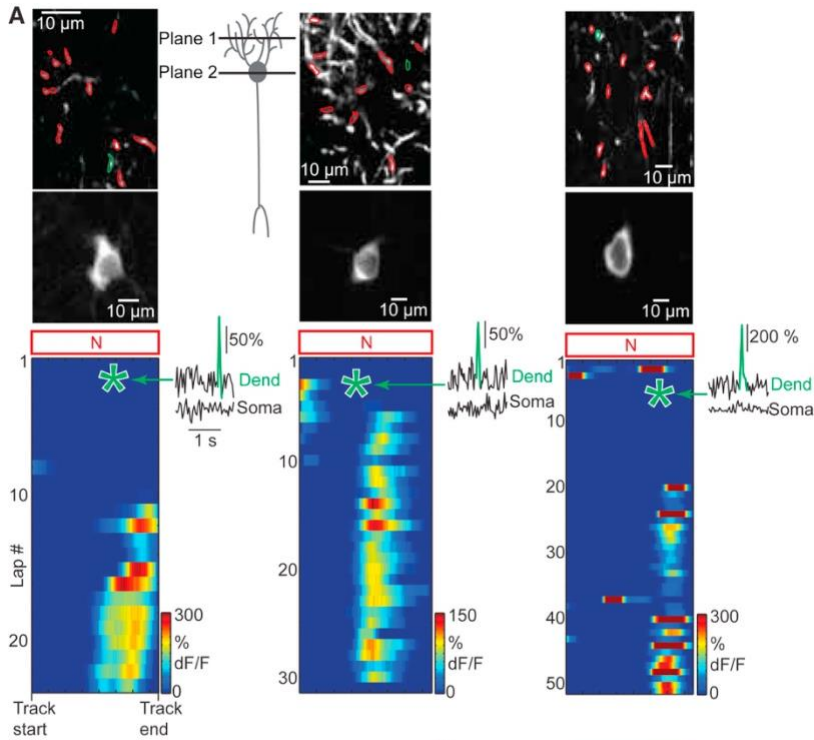 A
10 µm
Plane 1
Plane 2
10 µm
10 µm
10 µm
10 µm
10 µm
N
N
N
50%
50%
200 %
Dend
Soma
1 s
Dend
Soma
Dend
Soma
1
10
20
Lap #
1
10
20
30
1
10
20
30
40
50
300
%
dF/F
0
150
%
dF/F
0
300
%
dF/F
0
Track
start
Track
end